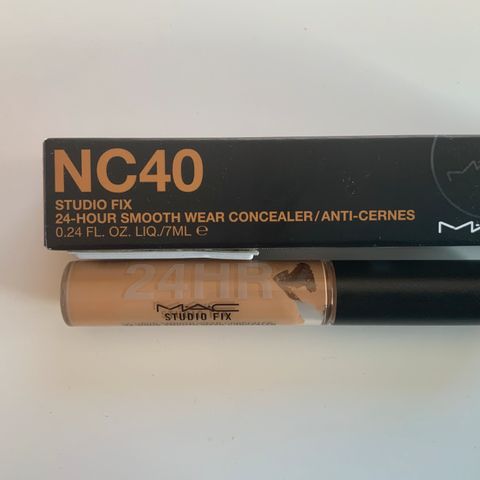 NC40
STUDIO FIX
24-HOUR SMOOTH WEAR CONCEALER/ANTI-CERNES
0.24 FL. OZ. LIQ./7ML ℮
24HR
MAC
STUDIO FIX